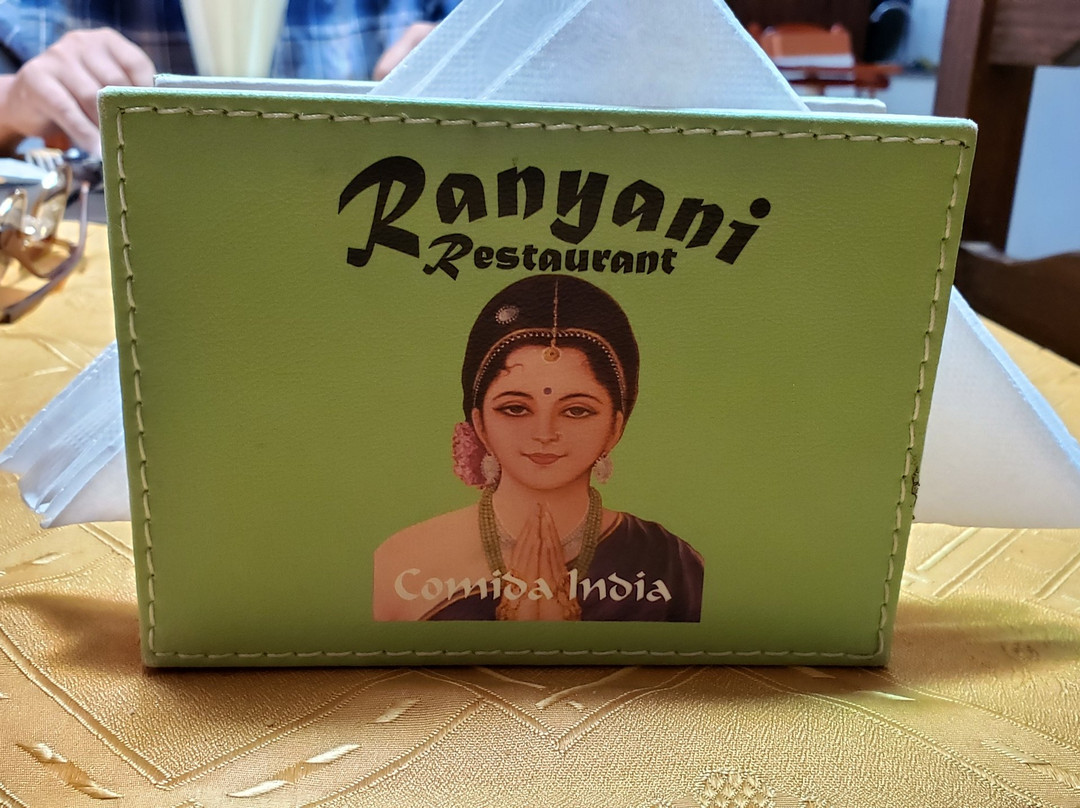 Ranyani
Restaurant
Comida India